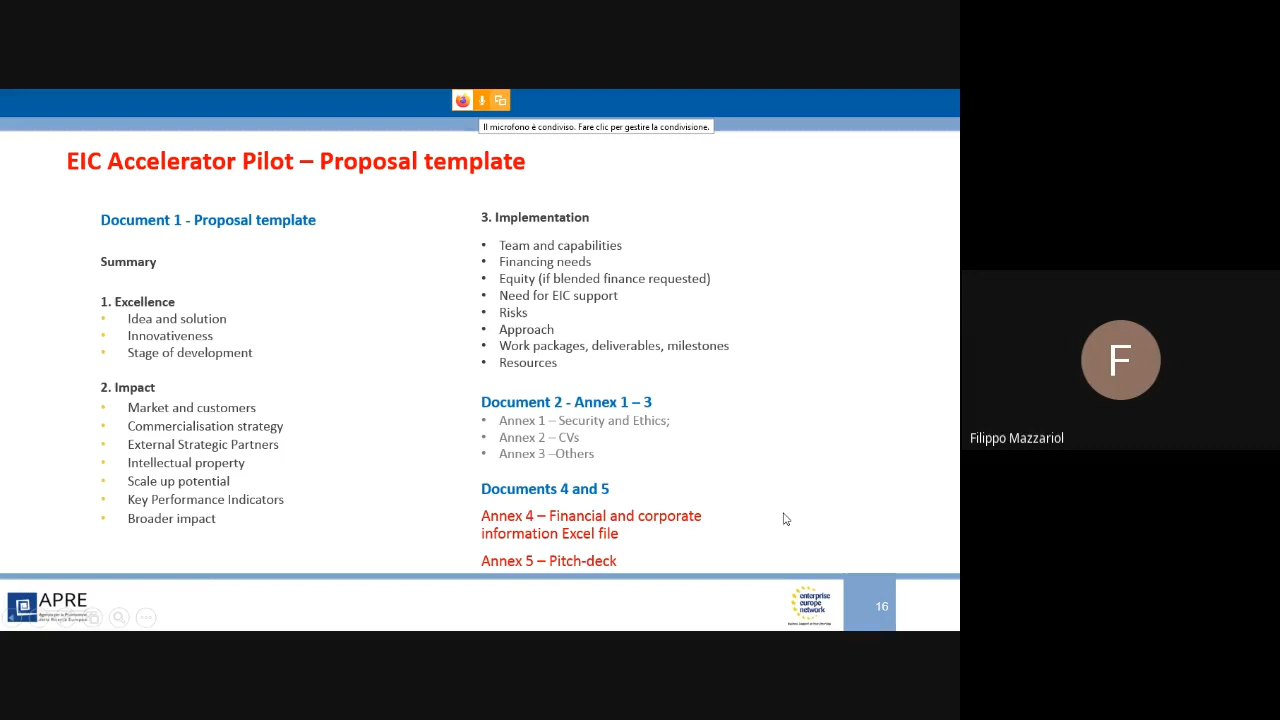 Il microfono è condiviso. Fare clic per gestire la condivisione.
EIC Accelerator Pilot – Proposal template
Document 1 - Proposal template
Summary
1. Excellence
• Idea and solution
• Innovativeness
• Stage of development
2. Impact
• Market and customers
• Commercialisation strategy
• External Strategic Partners
• Intellectual property
• Scale up potential
• Key Performance Indicators
• Broader impact
3. Implementation
• Team and capabilities
• Financing needs
• Equity (if blended finance requested)
• Need for EIC support
• Risks
• Approach
• Work packages, deliverables, milestones
• Resources
Document 2 - Annex 1 – 3
• Annex 1 – Security and Ethics;
• Annex 2 – CVs
• Annex 3 –Others
Documents 4 and 5
Annex 4 – Financial and corporate
information Excel file
Annex 5 – Pitch-deck
APRE
enterprise
europe
network
16
F
Filippo Mazzariol